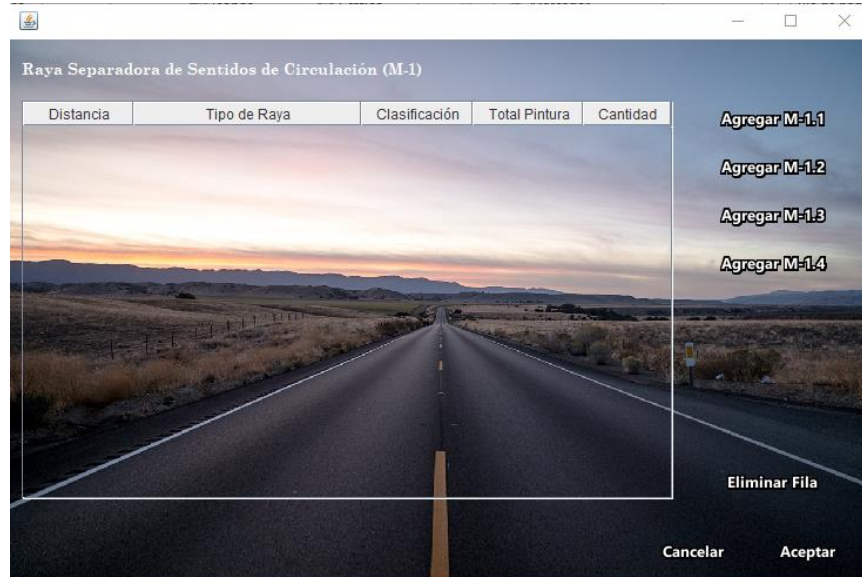 Raya Separadora de Sentidos de Circulación (M-1)
Distancia Tipo de Raya Clasificación Total Pintura Cantidad
Agregar M-1.1
Agregar M-1.2
Agregar M-1.3
Agregar M-1.4
Eliminar Fila
Cancelar Aceptar